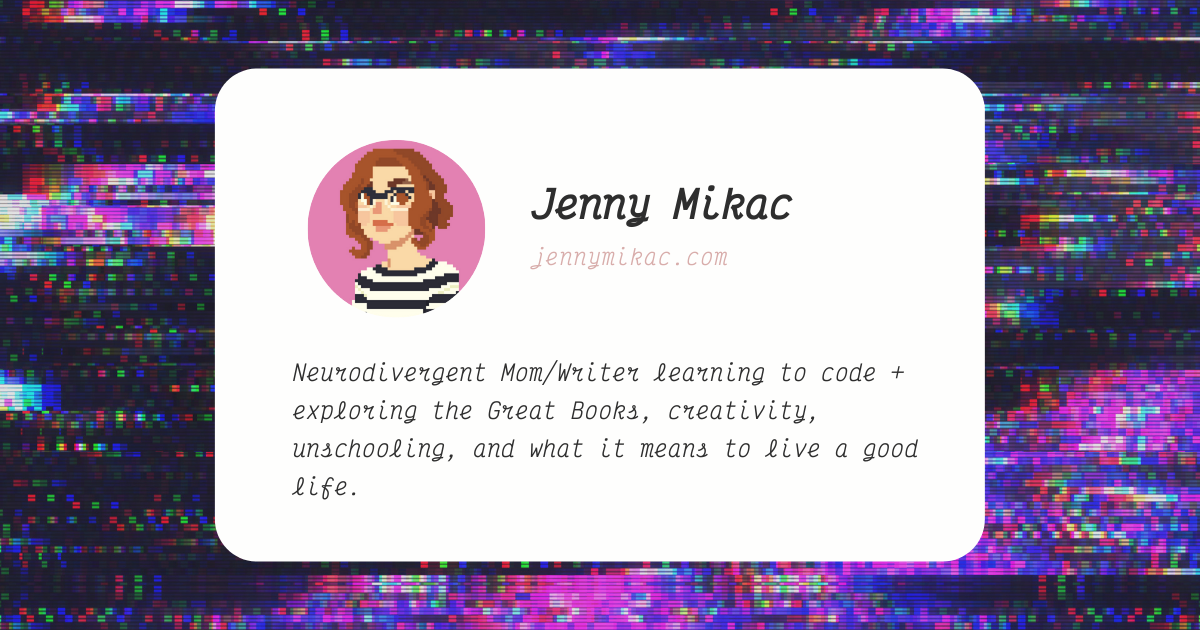 Jenny Mikac
jennymikac.com
Neurodivergent Mom/Writer learning to code +
exploring the Great Books, creativity,
unschooling, and what it means to live a good
life.